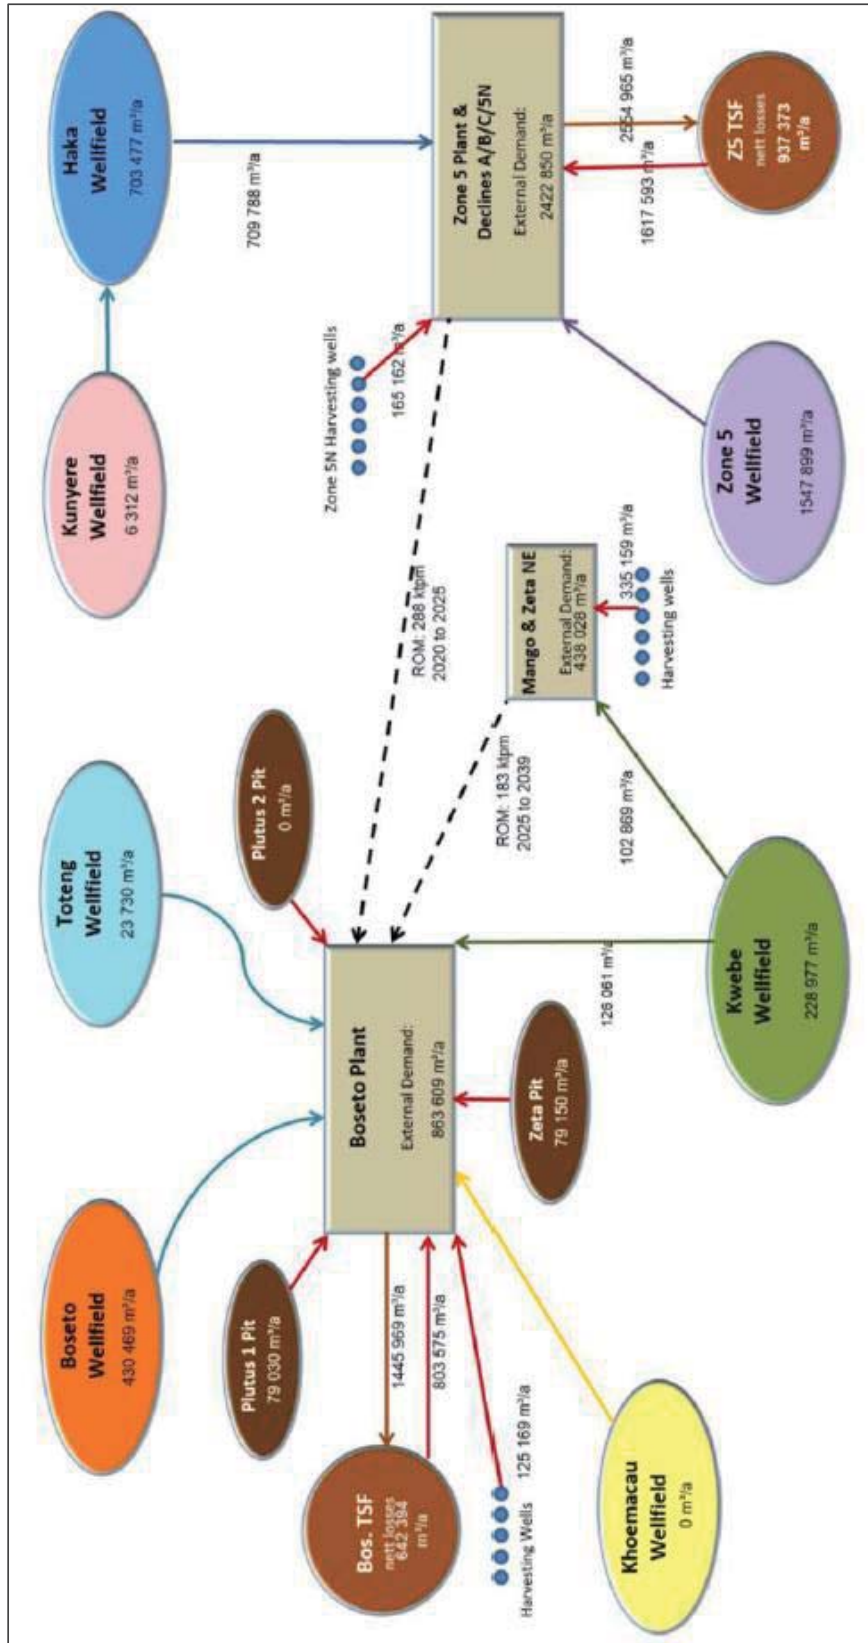 Boseto
Wellfield
430 469 m³/a
Toteng
Wellfield
23 730 m³/a
Kunyere
Wellfield
6 312 m³/a
Haka
Wellfield
703 477 m³/a
Plutus 1 Pit
79 030 m³/a
Plutus 2 Pit
0 m³/a
709 788 m³/a
Zone 5N Harvesting wells
165 162 m³/a
Bos. TSF
nett losses
642 394
m³/a
1445 969 m³/a
803 575 m³/a
Boseto Plant
External Demand:
863 609 m³/a
ROM: 288 ktpm
2020 to 2025
Zone 5 Plant &
Declines A/B/C/5N
External Demand:
2422 850 m³/a
Harvesting Wells
125 169 m³/a
Zeta Pit
79 150 m³/a
ROM: 183 ktpm
2025 to 2039
Mango & Zeta NE
External Demand:
438 028 m³/a
335 159 m³/a
Harvesting wells
126 061 m³/a
102 869 m³/a
2554 965 m³/a
1617 593 m³/a
Khoemacau
Wellfield
0 m³/a
Kwebe
Wellfield
228 977 m³/a
Zone 5
Wellfield
1547 899 m³/a
Z5 TSF
nett losses
937 373
m³/a